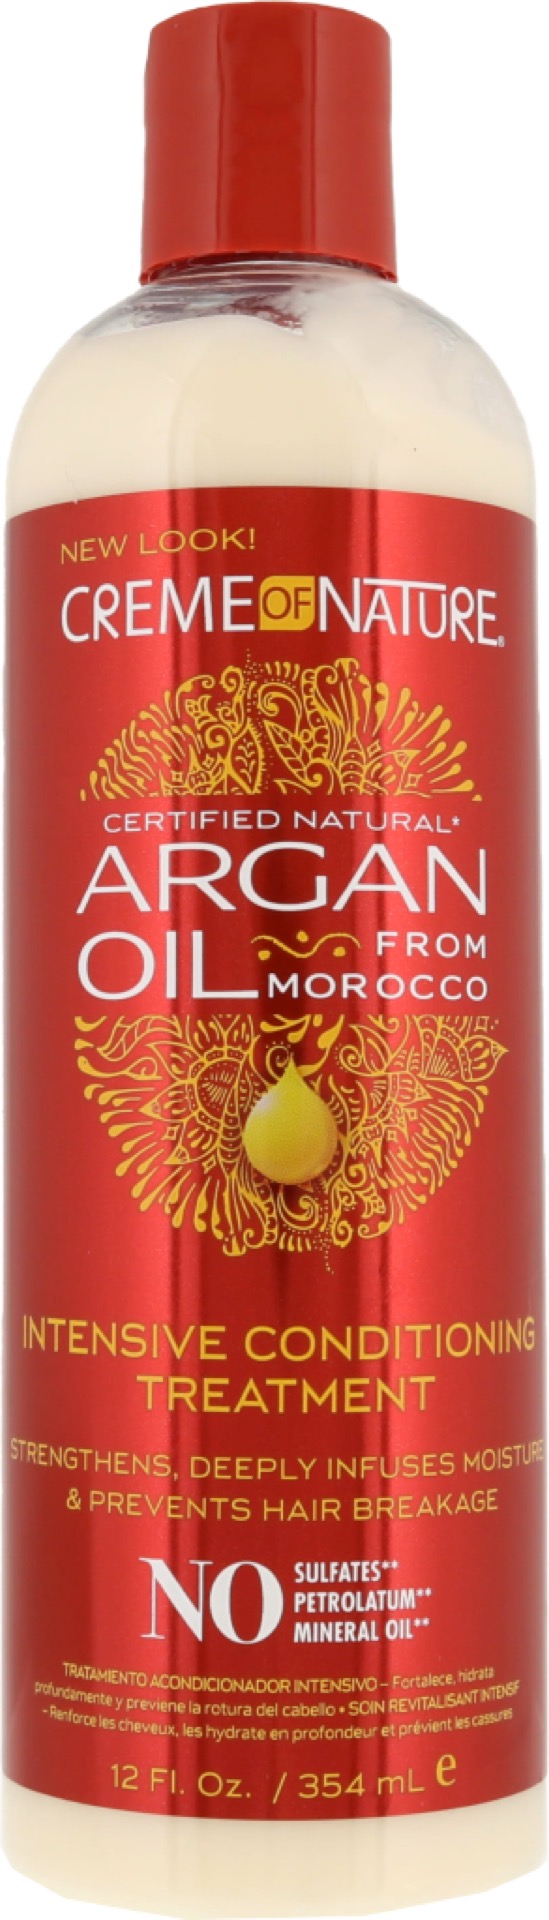 NEW LOOK!
CREME OF NATURE®
CERTIFIED NATURAL*
ARGAN
OIL FROM
MOROCCO
INTENSIVE CONDITIONING
TREATMENT
STRENGTHENS, DEEPLY INFUSES MOISTURE
& PREVENTS HAIR BREAKAGE
NO SULFATES**
PETROLATUM**
MINERAL OIL**
TRATAMIENTO ACONDICIONADOR INTENSIVO – Fortalece, hidrata
profundamente y previene la rotura del cabello • SOIN REVITALISANT INTENSIF
– Renforce les cheveux, les hydrate en profondeur et prévient les cassures
12 Fl. Oz. / 354 mL e